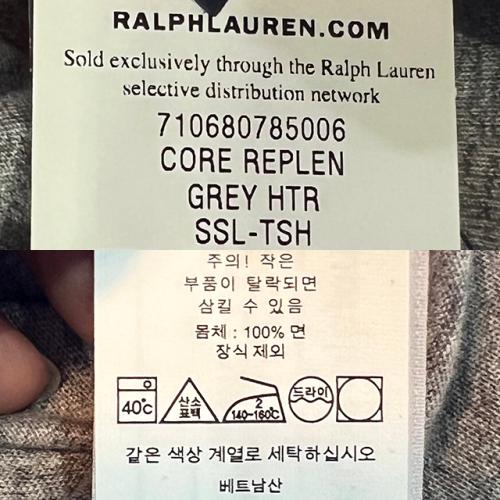 RALPHLAUREN.COM
Sold exclusively through the Ralph Lauren
selective distribution network
710680785006
CORE REPLEN
GREY HTR
SSL-TSH
주의! 작은
부품이 탈락되면
삼킬 수 있음
몸체 : 100% 면
장식 제외
40℃
산소
표백
2
140~160℃
드라이
같은 색상 계열로 세탁하십시오
베트남산